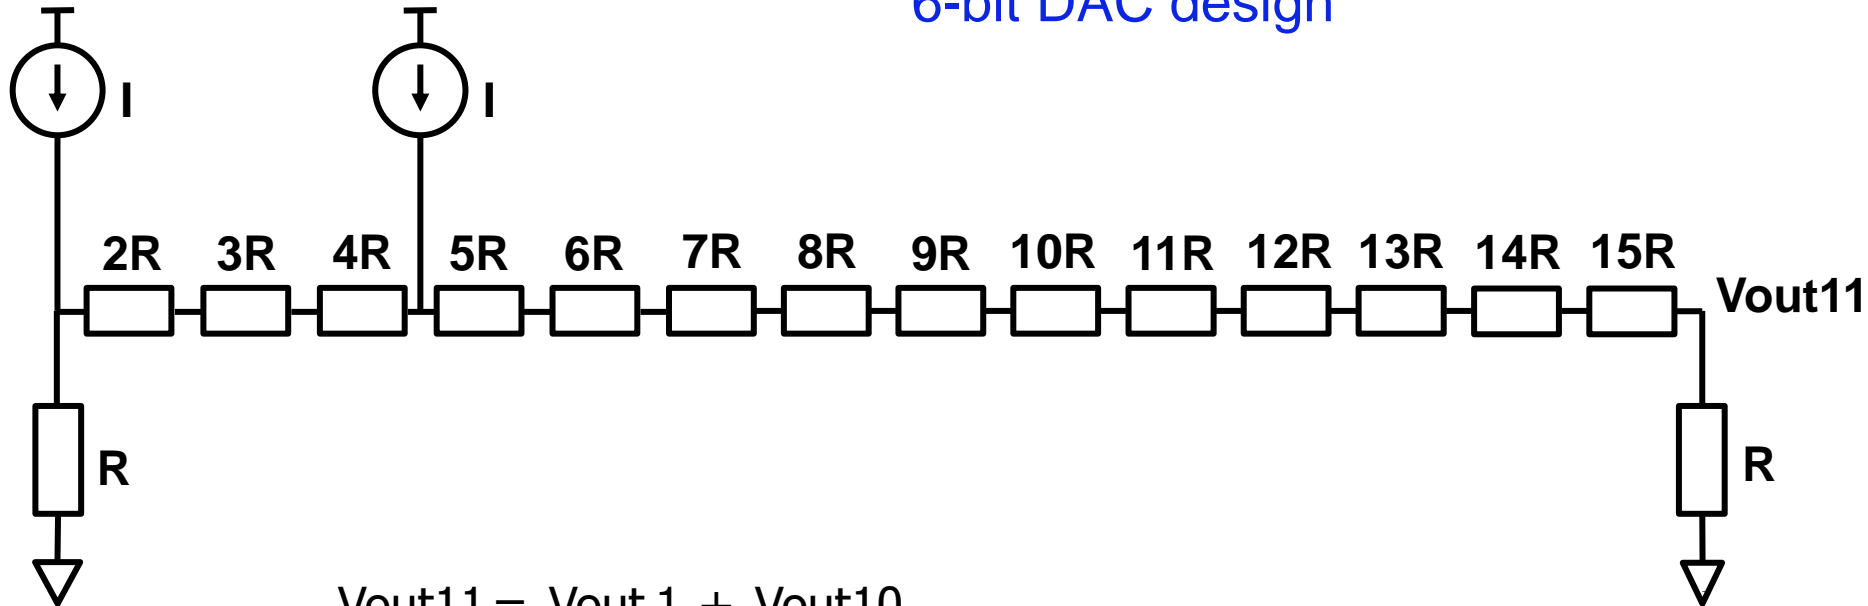 6-bit DAC design
I
I
2R 3R 4R 5R 6R 7R 8R 9R 10R 11R 12R 13R 14R 15R
Vout11
R
R
Vout11 = Vout 1 + Vout10